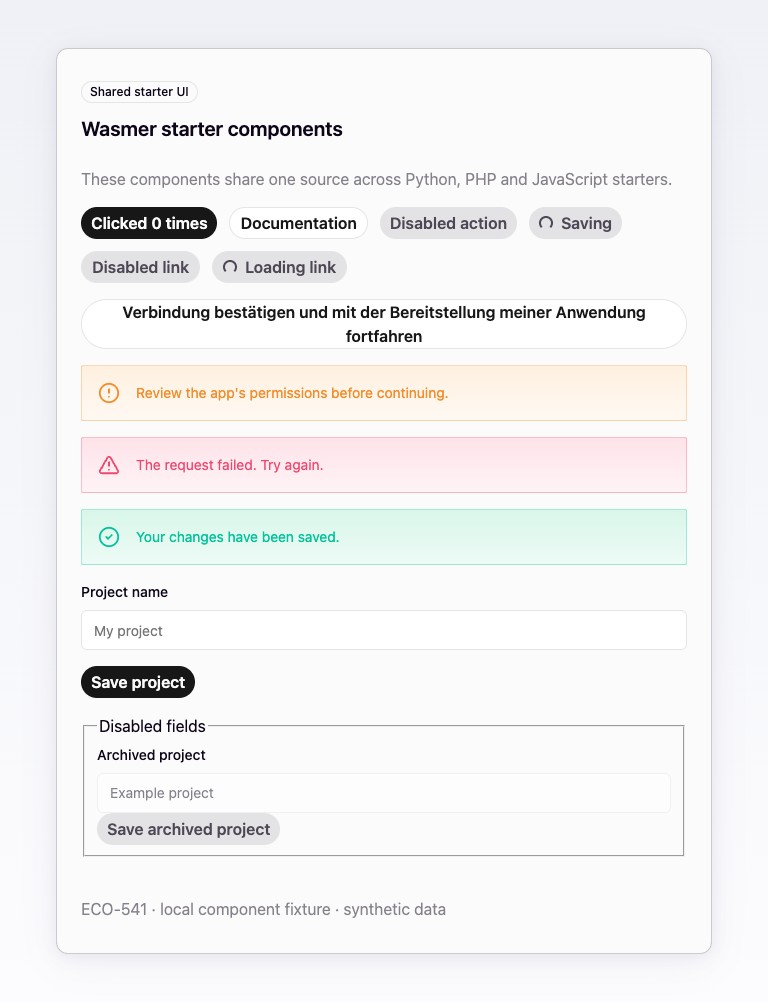 Shared starter UI
Wasmer starter components
These components share one source across Python, PHP and JavaScript starters.
Clicked 0 times
Documentation
Disabled action
Saving
Disabled link
Loading link
Verbindung bestätigen und mit der Bereitstellung meiner Anwendung
fortfahren
Review the app's permissions before continuing.
The request failed. Try again.
Your changes have been saved.
Project name
My project
Save project
Disabled fields
Archived project
Example project
Save archived project
ECO-541 · local component fixture · synthetic data